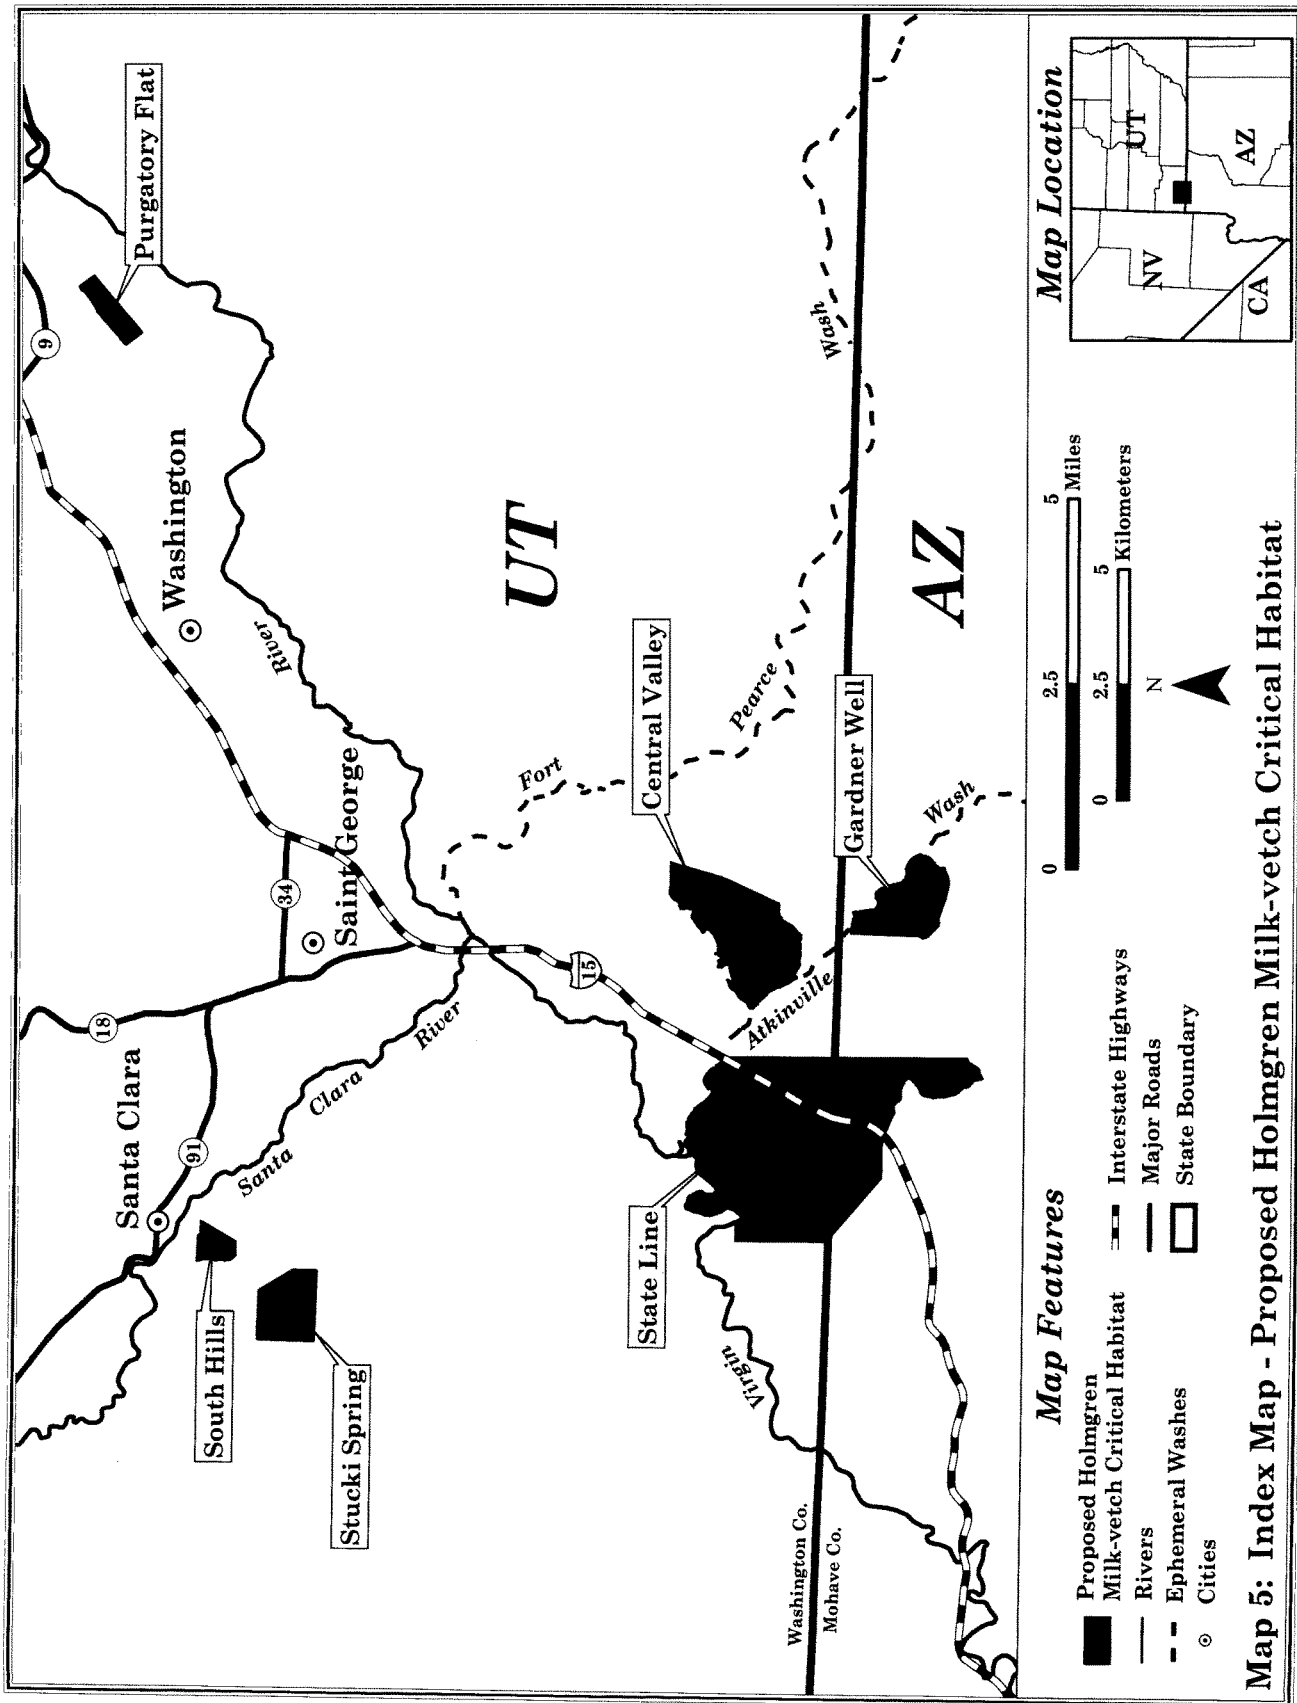 9
Purgatory Flat
Washington
18
34
Saint George
River
Santa Clara
91
Santa
Clara
River
South Hills
Stucki Spring
UT
Fort
Pearce
Wash
15
Central Valley
State Line
Atkinville
Wash
Virgin
Gardner Well
Washington Co.
Mohave Co.
AZ
Map Features
Proposed Holmgren
Milk-vetch Critical Habitat
Rivers
Ephemeral Washes
Cities
Interstate Highways
Major Roads
State Boundary
0 2.5 5
Miles
0 2.5 5
Kilometers
N
Map Location
NV
UT
CA
AZ
Map 5: Index Map - Proposed Holmgren Milk-vetch Critical Habitat